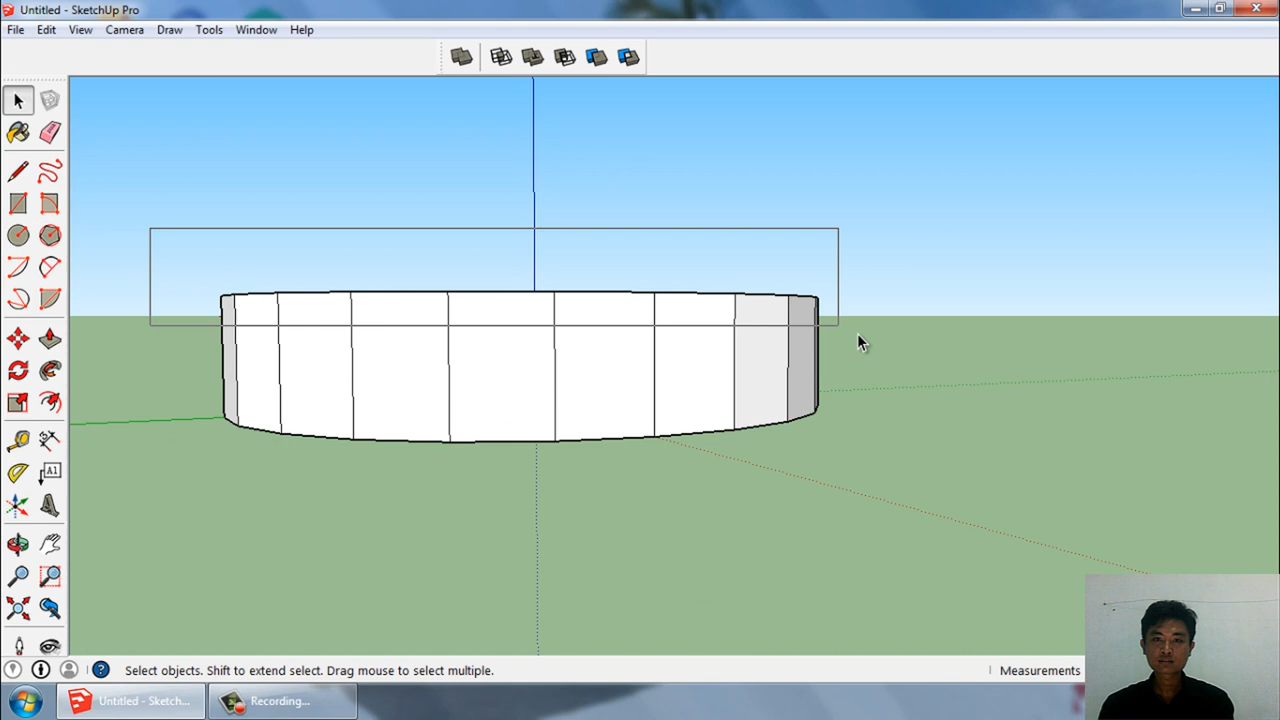 Untitled - SketchUp Pro
File Edit View Camera Draw Tools Window Help
A1
Select objects. Shift to extend select. Drag mouse to select multiple.
Measurements
Untitled - Sketch...
Recording...